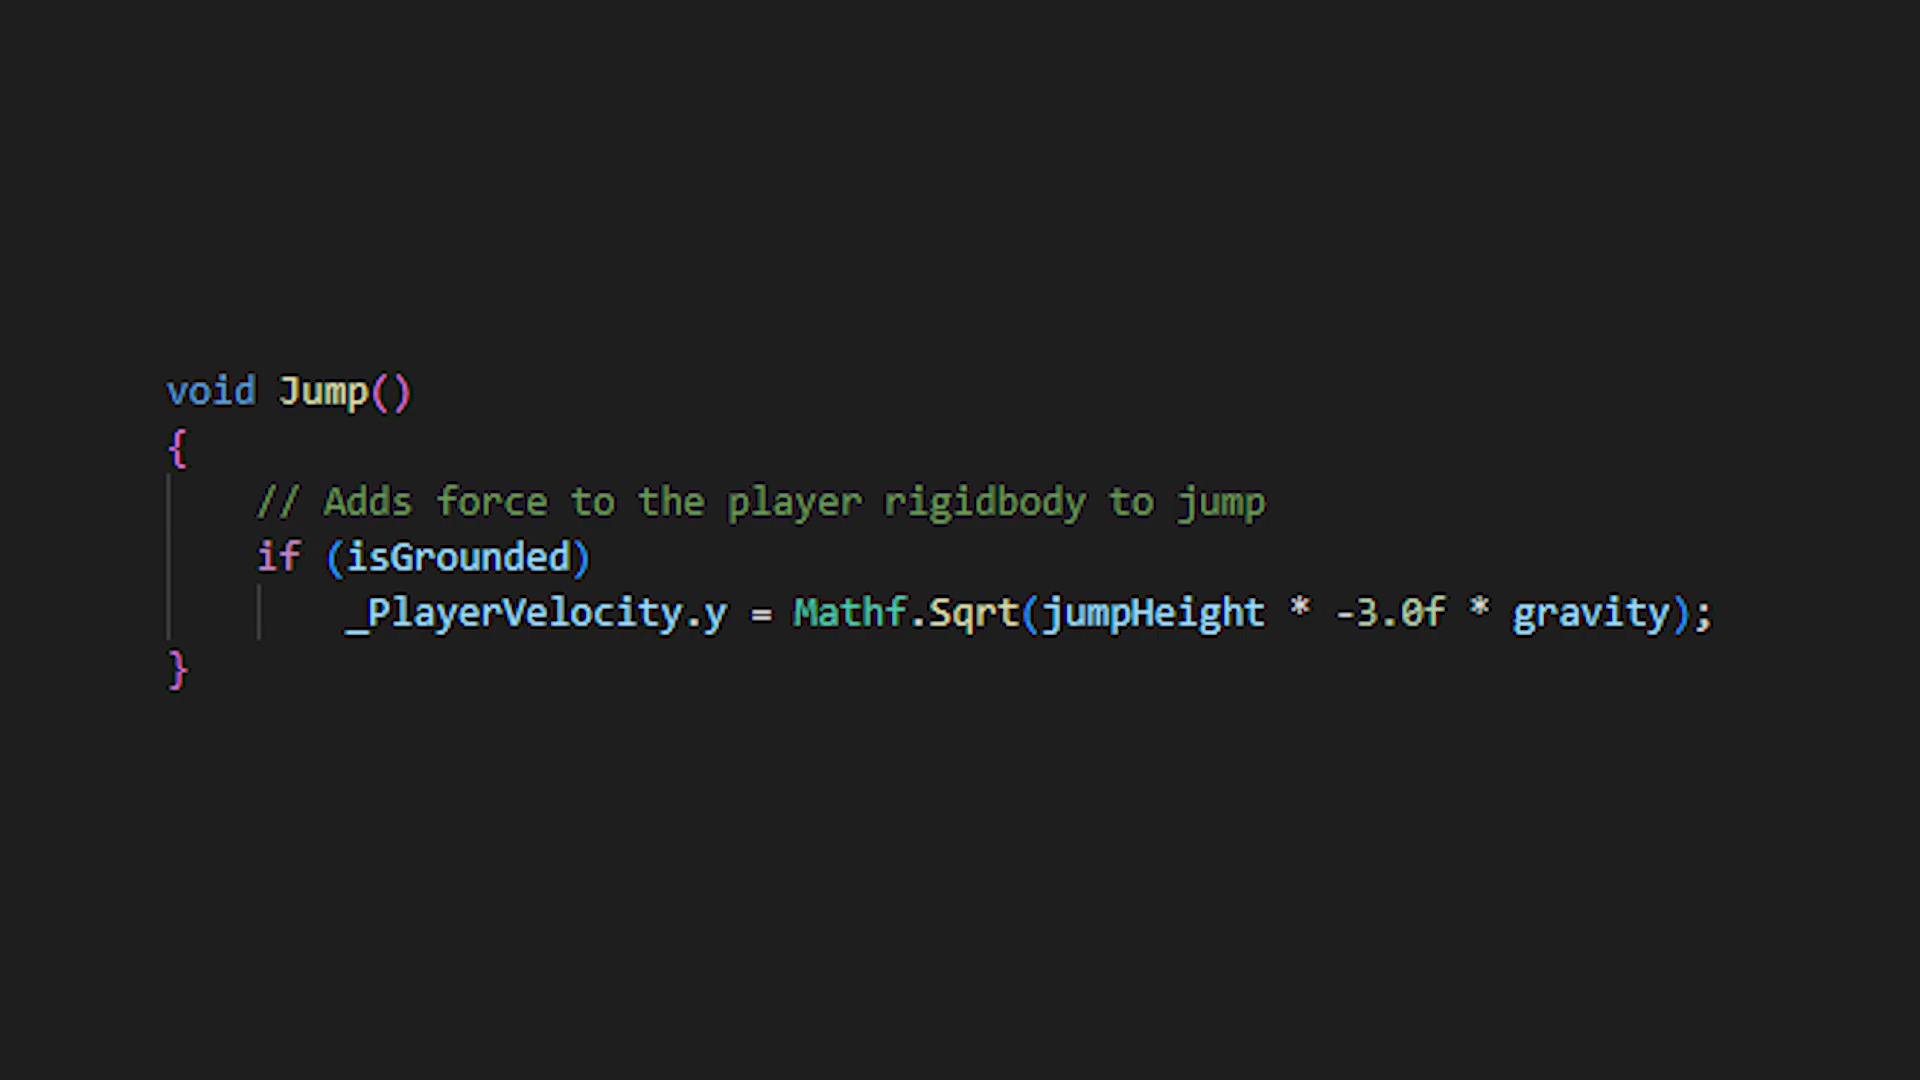 void Jump()
{
    // Adds force to the player rigidbody to jump
    if (isGrounded)
        _PlayerVelocity.y = Mathf.Sqrt(jumpHeight * -3.0f * gravity);
}